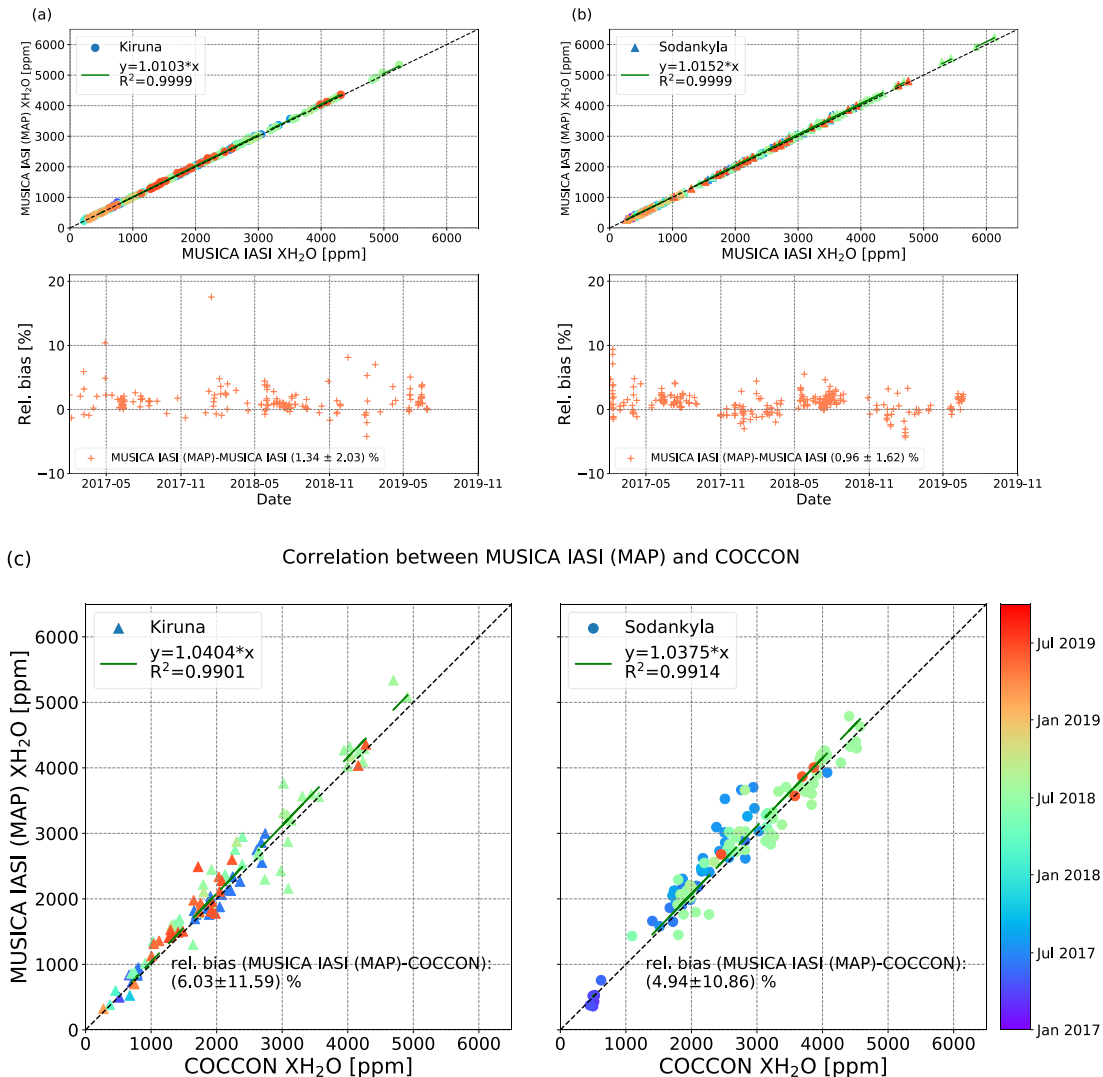 (a)
Kiruna
y=1.0103*x
R²=0.9999
MUSICA IASI (MAP) XH₂O [ppm]
6000
5000
4000
3000
2000
1000
0
0 1000 2000 3000 4000 5000 6000
MUSICA IASI XH₂O [ppm]
Rel. bias [%]
20
10
0
−10
MUSICA IASI (MAP)-MUSICA IASI (1.34 ± 2.03) %
2017-05 2017-11 2018-05 2018-11 2019-05 2019-11
Date
(b)
Sodankyla
y=1.0152*x
R²=0.9999
MUSICA IASI (MAP) XH₂O [ppm]
6000
5000
4000
3000
2000
1000
0
0 1000 2000 3000 4000 5000 6000
MUSICA IASI XH₂O [ppm]
Rel. bias [%]
20
10
0
−10
MUSICA IASI (MAP)-MUSICA IASI (0.96 ± 1.62) %
2017-05 2017-11 2018-05 2018-11 2019-05 2019-11
Date
(c)
Correlation between MUSICA IASI (MAP) and COCCON
Kiruna
y=1.0404*x
R²=0.9901
MUSICA IASI (MAP) XH₂O [ppm]
6000
5000
4000
3000
2000
1000
0
rel. bias (MUSICA IASI (MAP)-COCCON):
(6.03±11.59) %
0 1000 2000 3000 4000 5000 6000
COCCON XH₂O [ppm]
Sodankyla
y=1.0375*x
R²=0.9914
6000
5000
4000
3000
2000
1000
0
rel. bias (MUSICA IASI (MAP)-COCCON):
(4.94±10.86) %
0 1000 2000 3000 4000 5000 6000
COCCON XH₂O [ppm]
Jul 2019
Jan 2019
Jul 2018
Jan 2018
Jul 2017
Jan 2017